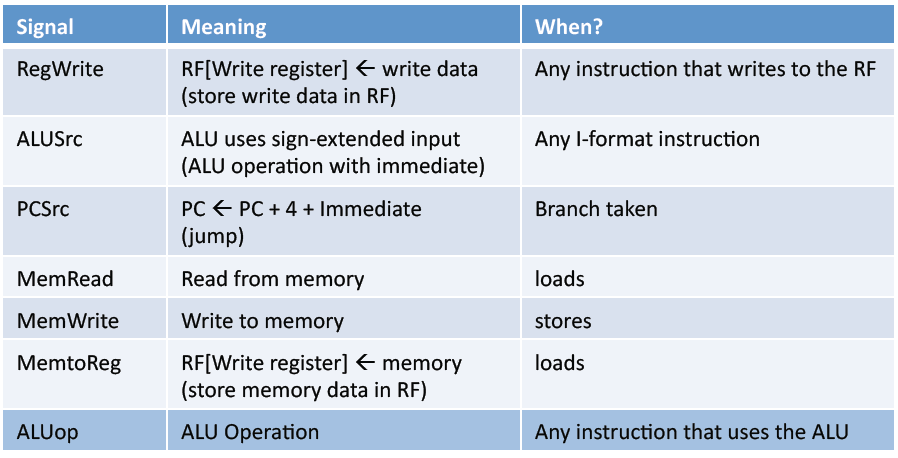 Signal Meaning When?
RegWrite RF[Write register] ← write data Any instruction that writes to the RF
(store write data in RF)
ALUSrc ALU uses sign-extended input Any I-format instruction
(ALU operation with immediate)
PCSrc PC ← PC + 4 + Immediate Branch taken
(jump)
MemRead Read from memory loads
MemWrite Write to memory stores
MemtoReg RF[Write register] ← memory loads
(store memory data in RF)
ALUop ALU Operation Any instruction that uses the ALU